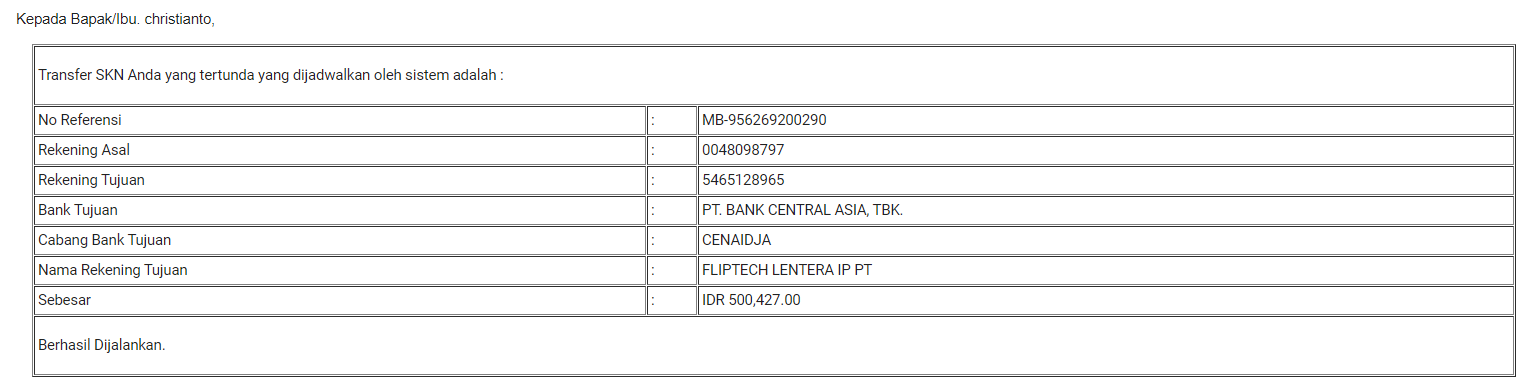 Kepada Bapak/Ibu. christianto,
Transfer SKN Anda yang tertunda yang dijadwalkan oleh sistem adalah :
No Referensi : MB-956269200290
Rekening Asal : 0048098797
Rekening Tujuan : 5465128965
Bank Tujuan : PT. BANK CENTRAL ASIA, TBK.
Cabang Bank Tujuan : CENAIDJA
Nama Rekening Tujuan : FLIPTECH LENTERA IP PT
Sebesar : IDR 500,427.00
Berhasil Dijalankan.